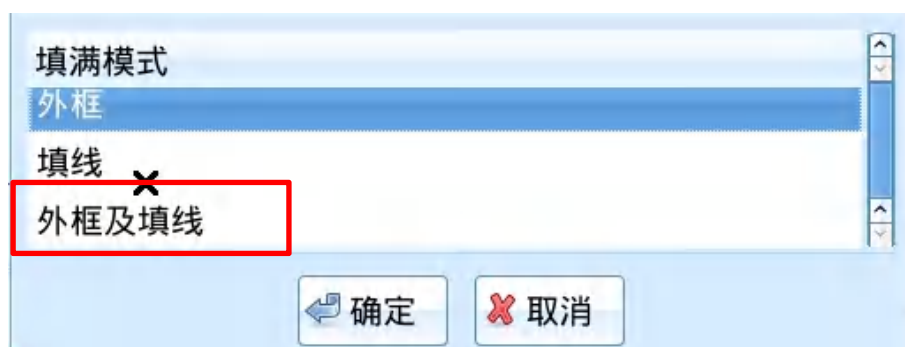 填满模式
外框
填线
外框及填线
确定 取消